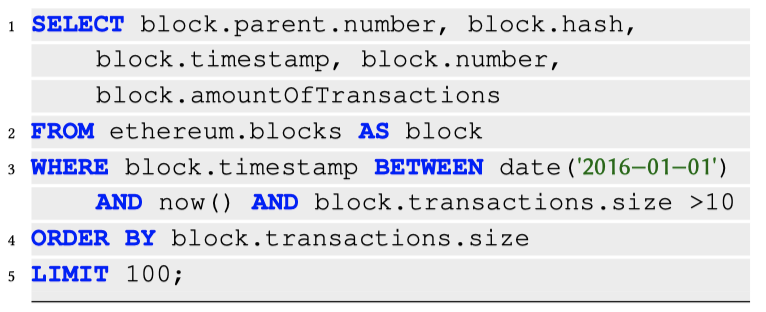 1 SELECT block.parent.number, block.hash,
block.timestamp, block.number,
block.amountOfTransactions
2 FROM ethereum.blocks AS block
3 WHERE block.timestamp BETWEEN date('2016−01−01')
AND now() AND block.transactions.size >10
4 ORDER BY block.transactions.size
5 LIMIT 100;